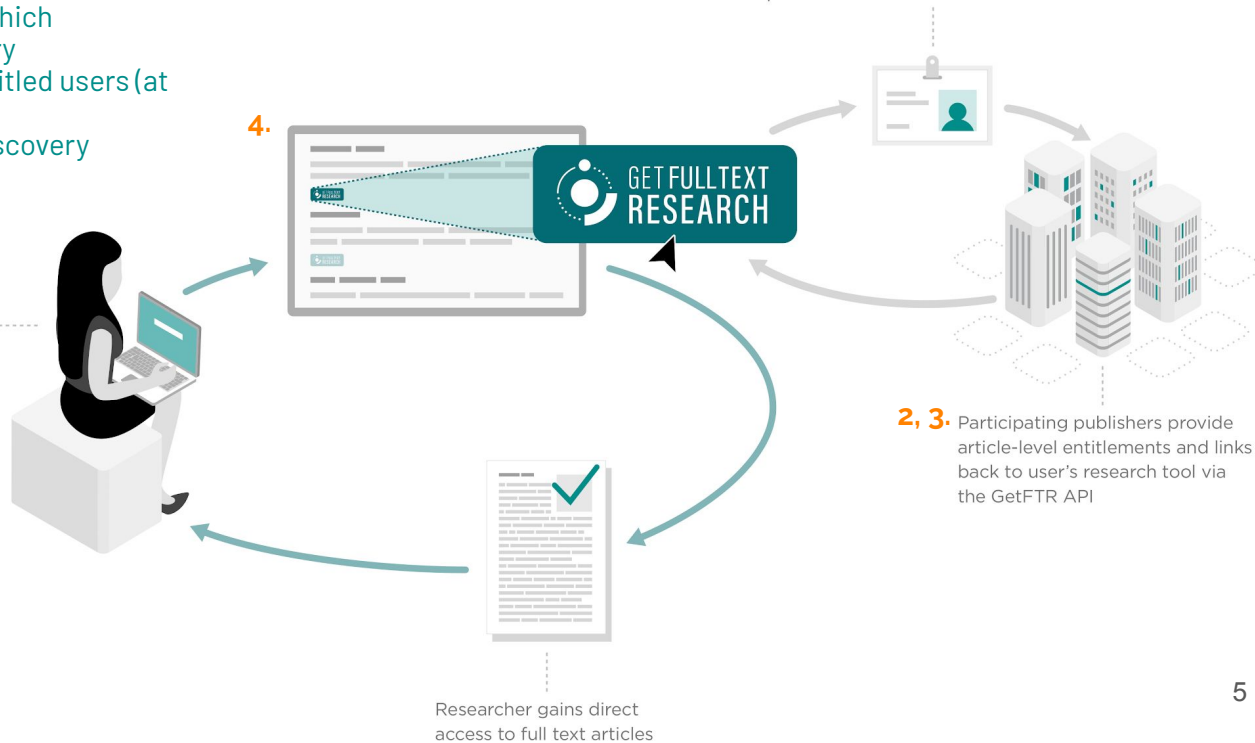 hich
ry
itled users (at
scovery
4.
GET FULLTEXT
RESEARCH
2, 3. Participating publishers provide
article-level entitlements and links
back to user's research tool via
the GetFTR API
Researcher gains direct
access to full text articles
5